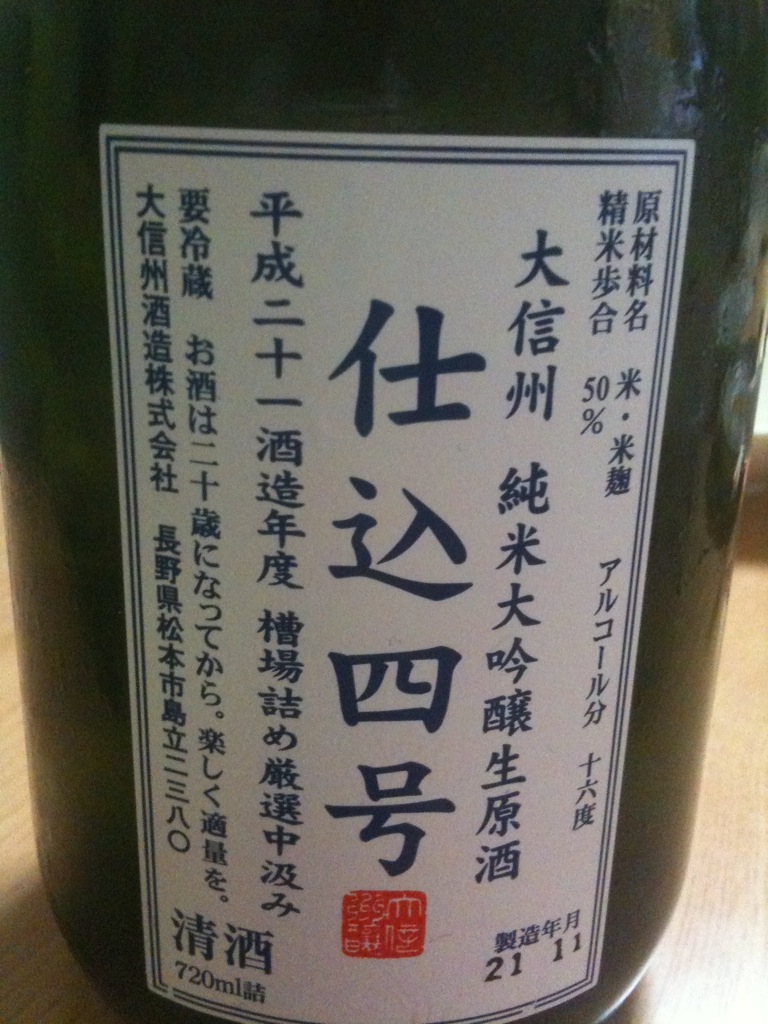 原材料名 米・米麹 アルコール分 十六度
精米歩合 50%
大信州 純米大吟醸生原酒
仕込四号
平成二十一酒造年度 槽場詰め厳選中汲み
要冷蔵 お酒は二十歳になってから。楽しく適量を。
大信州酒造株式会社 長野県松本市島立二三八〇
製造年月
21 11
清酒
720ml詰